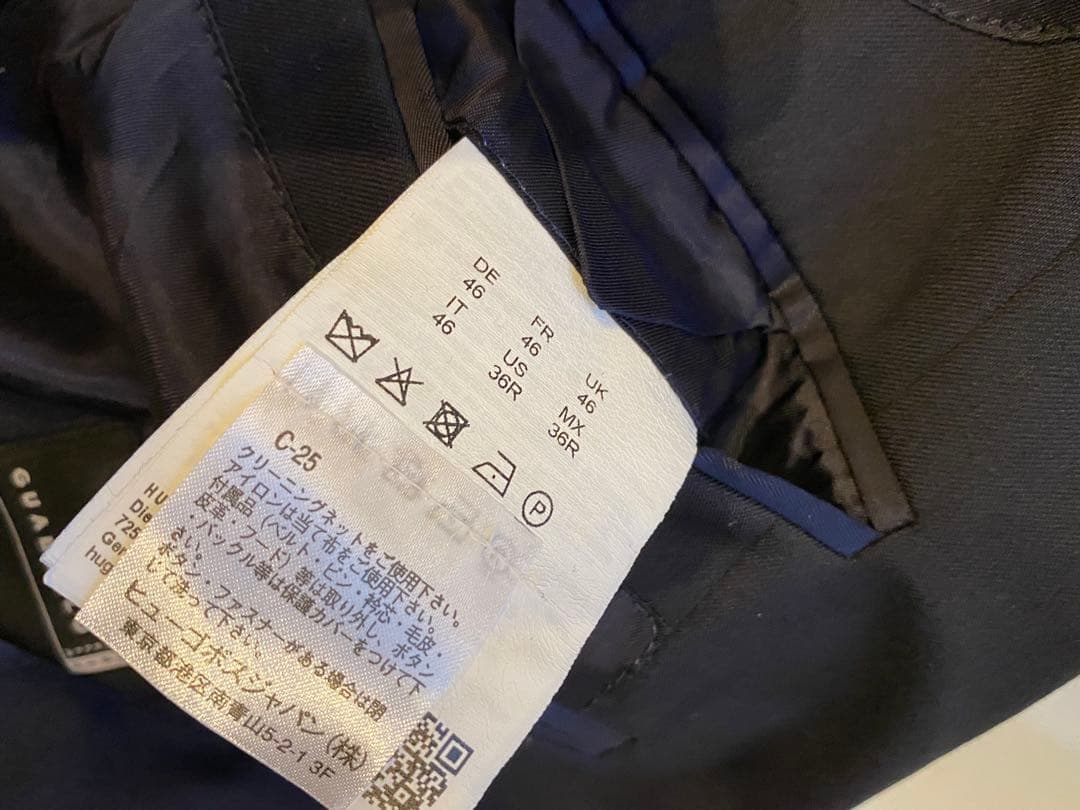 DE
46
IT
46
FR
46
US
36R
UK
46
MX
36R
P
C-25
クリーニングネットをご使用下さい。
アイロンは当て布をご使用下さい。
付属品（ベルト・ピン・衿芯・毛皮・
皮革・フード）等は取り外し、ボタン
・バックル等は保護カバーをつけて下
さい。
ボタン・ファスナーがある場合は閉
じて洗って下さい。
ヒューゴボスジャパン（株）
東京都港区南青山5-2-1 3F
HU
Die
725
Ger
hug
GUA